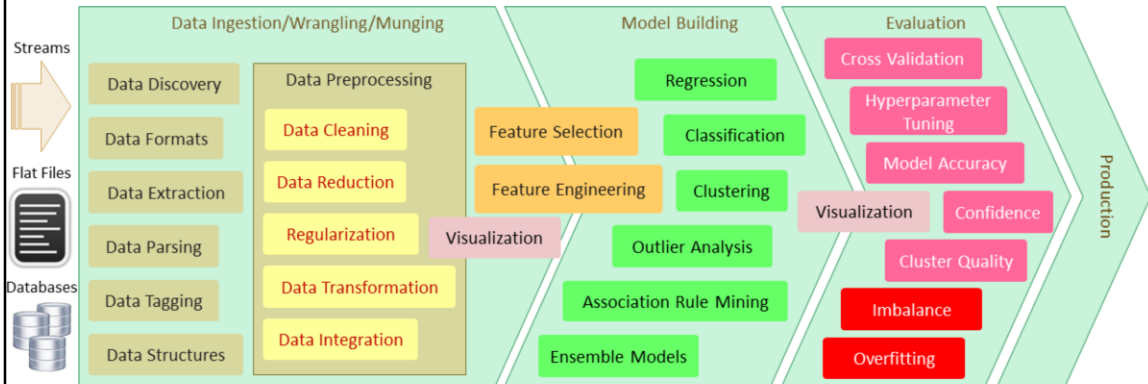 Data Ingestion/Wrangling/Munging
Model Building
Evaluation
Streams
Flat Files
Databases
Data Discovery
Data Formats
Data Extraction
Data Parsing
Data Tagging
Data Structures
Data Preprocessing
Data Cleaning
Data Reduction
Regularization
Data Transformation
Data Integration
Visualization
Feature Selection
Feature Engineering
Regression
Classification
Clustering
Outlier Analysis
Association Rule Mining
Ensemble Models
Cross Validation
Hyperparameter
Tuning
Model Accuracy
Visualization
Confidence
Cluster Quality
Imbalance
Overfitting
Production